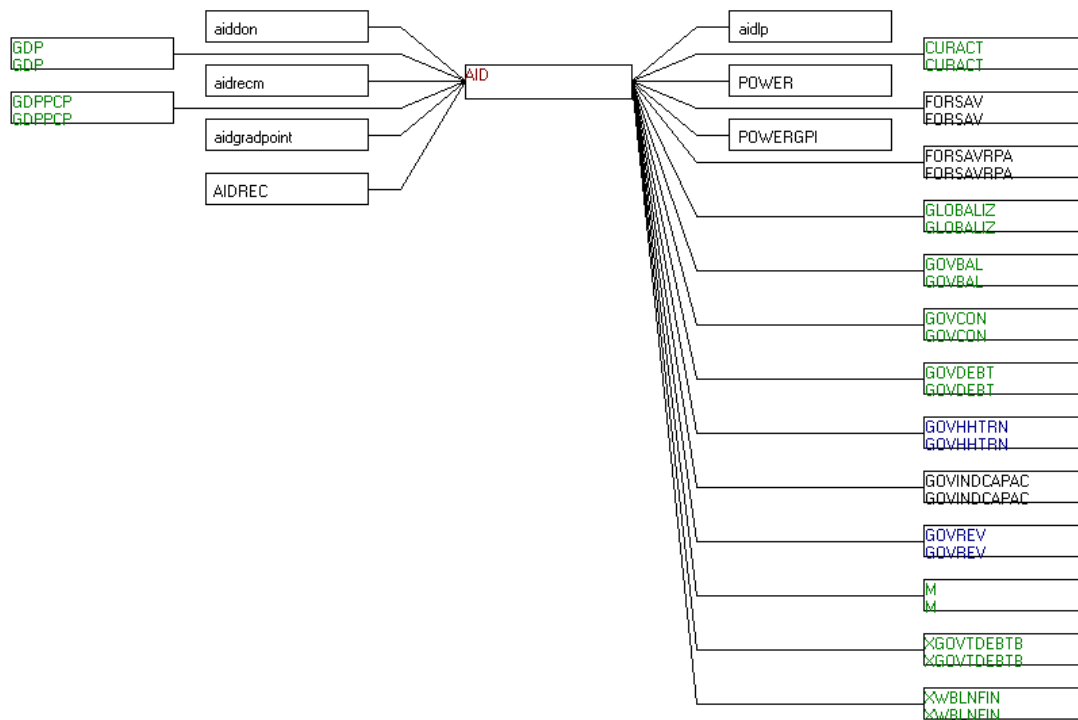 aiddon
GDP
GDP
aidrecm
GDPPCP
GDPPCP
aidgradpoint
AIDREC
AID
aidlp
CURACT
CURACT
POWER
FORSAV
FORSAV
POWERGPI
FORSAVRPA
FORSAVRPA
GLOBALIZ
GLOBALIZ
GOVBAL
GOVBAL
GOVCON
GOVCON
GOVDEBT
GOVDEBT
GOVHHTRN
GOVHHTRN
GOVINDCAPAC
GOVINDCAPAC
GOVREV
GOVREV
M
M
XGOVTDEBTB
XGOVTDEBTB
XWBLNFIN
XWBLNFIN